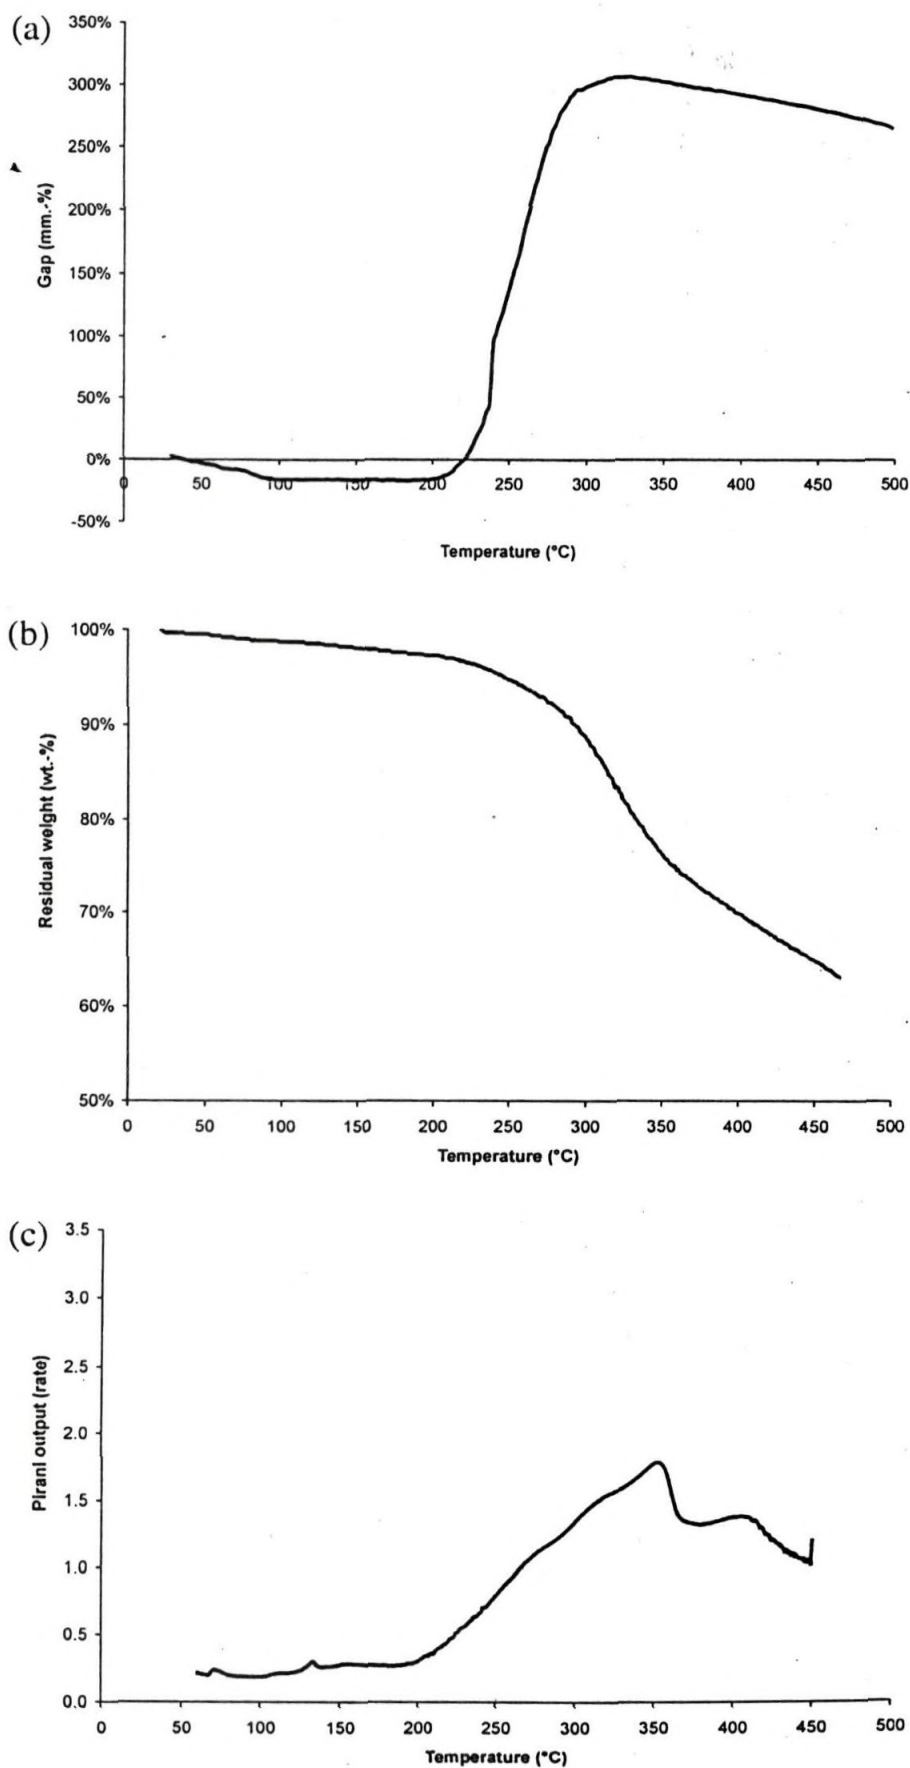 (a)
350%
300%
250%
200%
150%
100%
50%
0%
-50%
Gap (mm.-%)
0 50 100 150 200 250 300 350 400 450 500
Temperature (°C)
(b)
100%
90%
80%
70%
60%
50%
Residual weight (wt.-%)
0 50 100 150 200 250 300 350 400 450 500
Temperature (°C)
(c)
3.5
3.0
2.5
2.0
1.5
1.0
0.5
0.0
Pirani output (rate)
0 50 100 150 200 250 300 350 400 450 500
Temperature (°C)